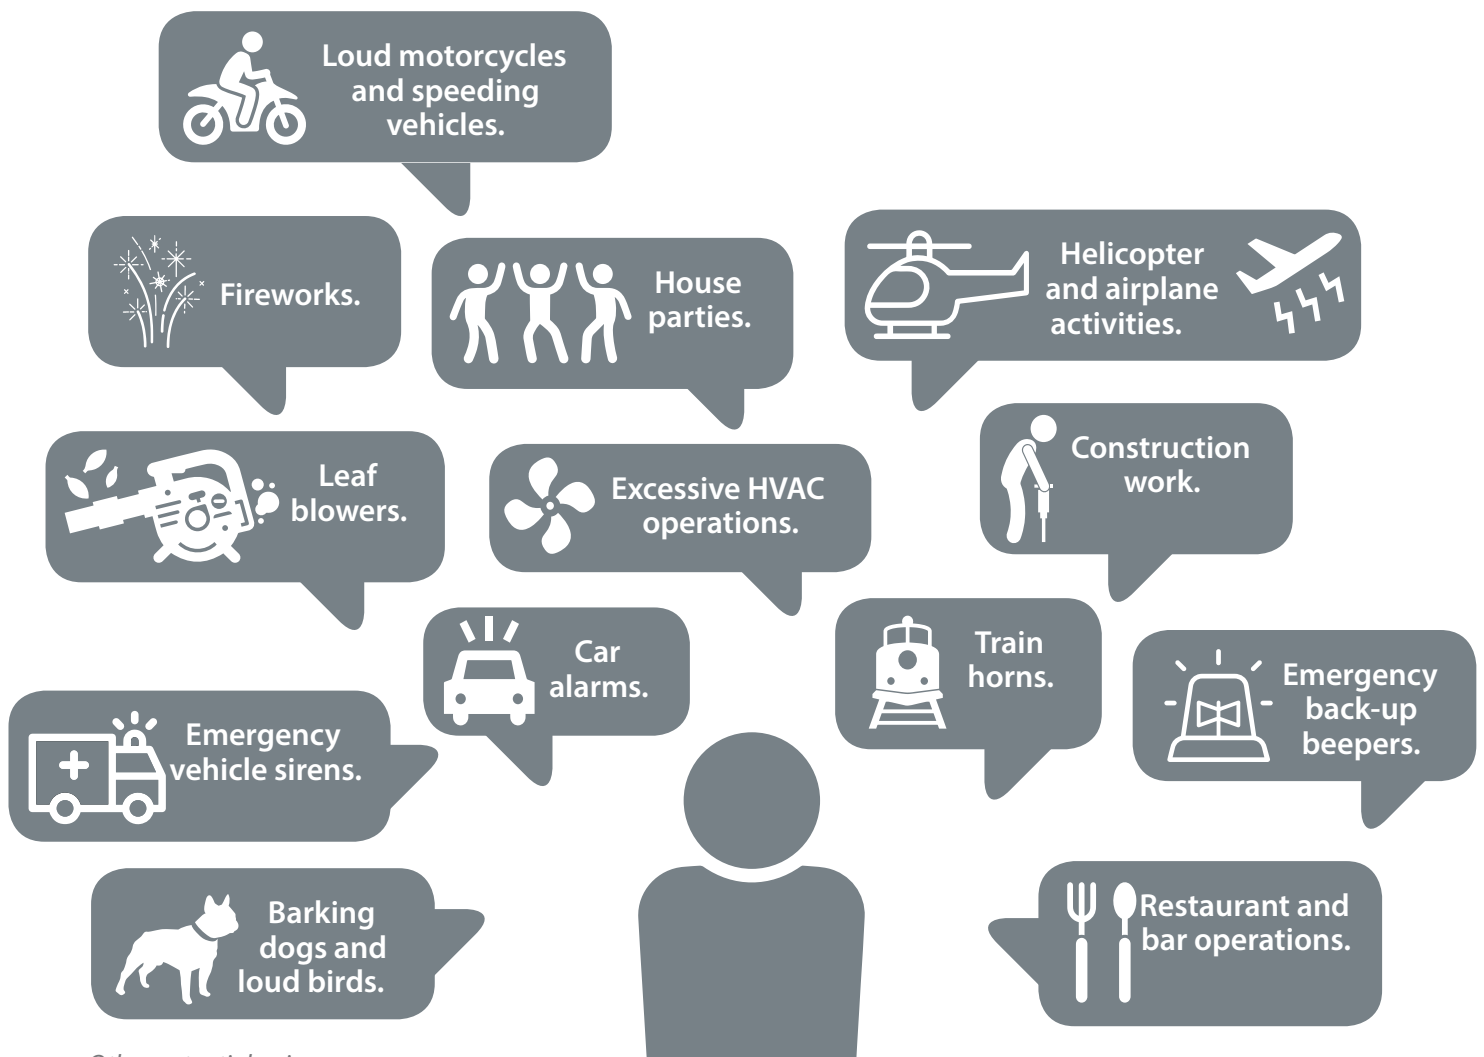 Loud motorcycles
and speeding
vehicles.
Fireworks.
House
parties.
Helicopter
and airplane
activities.
Leaf
blowers.
Excessive HVAC
operations.
Construction
work.
Car
alarms.
Train
horns.
Emergency
back-up
beepers.
Emergency
vehicle sirens.
Barking
dogs and
loud birds.
Restaurant and
bar operations.